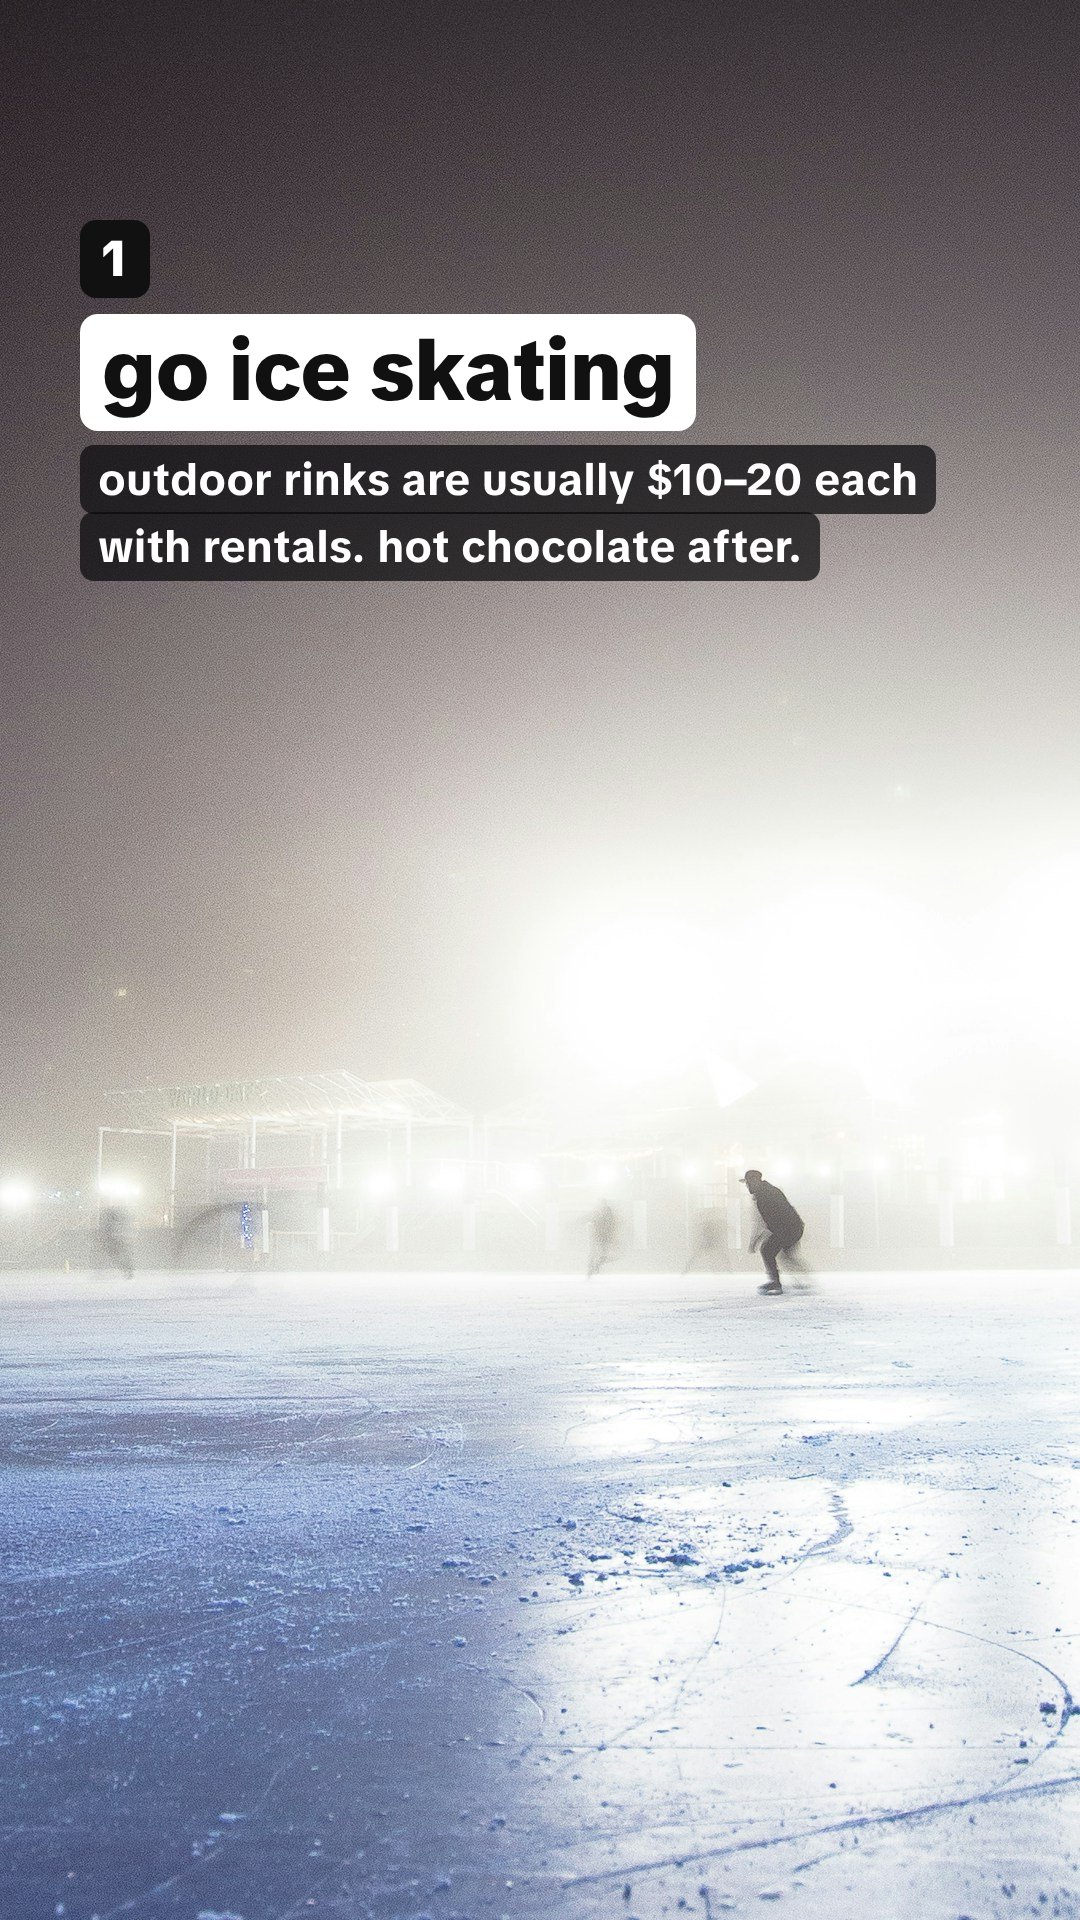 1
go ice skating
outdoor rinks are usually $10–20 each
with rentals. hot chocolate after.